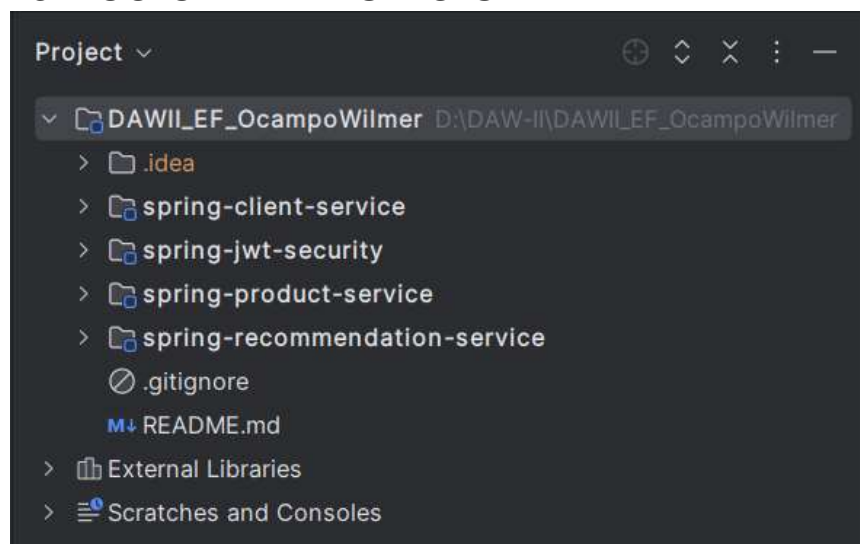 Project
DAWII_EF_OcampoWilmer D:\DAW-II\DAWII_EF_OcampoWilmer
.idea
spring-client-service
spring-jwt-security
spring-product-service
spring-recommendation-service
.gitignore
M↓ README.md
External Libraries
Scratches and Consoles